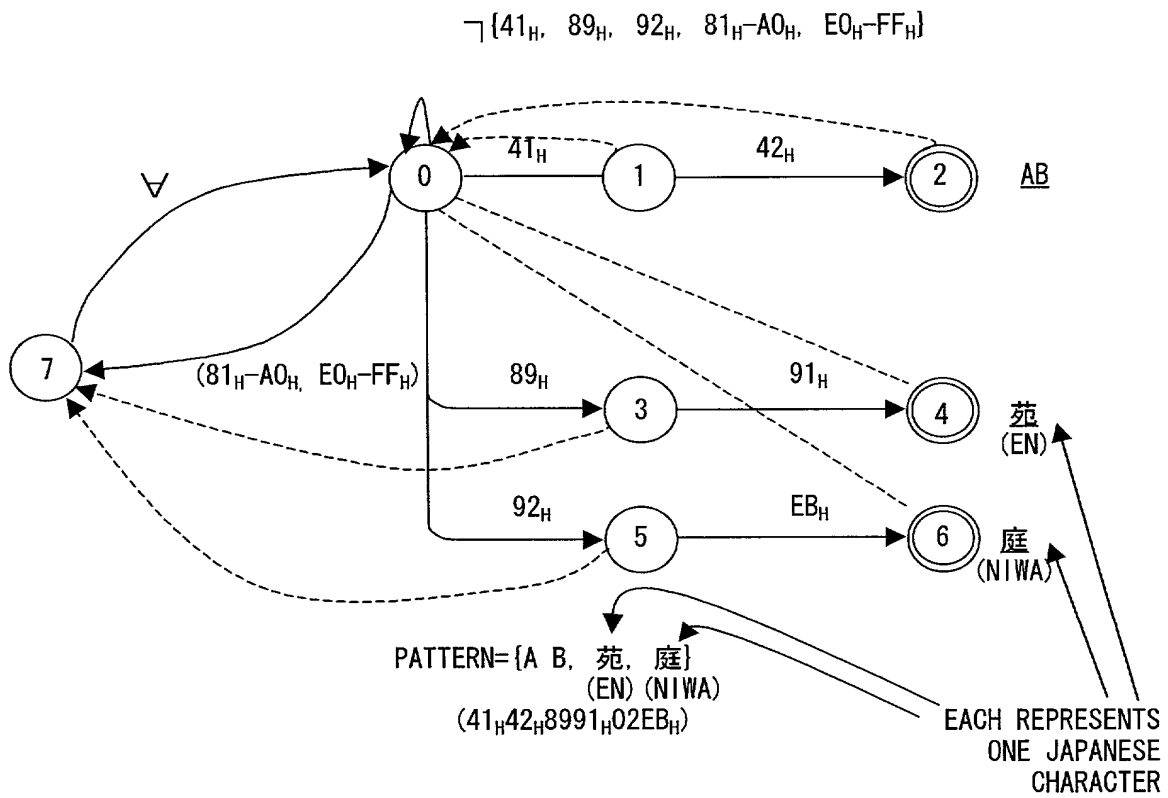 ¬{41H, 89H, 92H, 81H-A0H, E0H-FFH}
∀
0
41H
1
42H
2
AB
7
(81H-A0H, E0H-FFH)
89H
3
91H
4
苑
(EN)
92H
5
EBH
6
庭
(NIWA)
PATTERN={A B, 苑, 庭}
(EN) (NIWA)
(41H42H8991H02EBH)
EACH REPRESENTS
ONE JAPANESE
CHARACTER